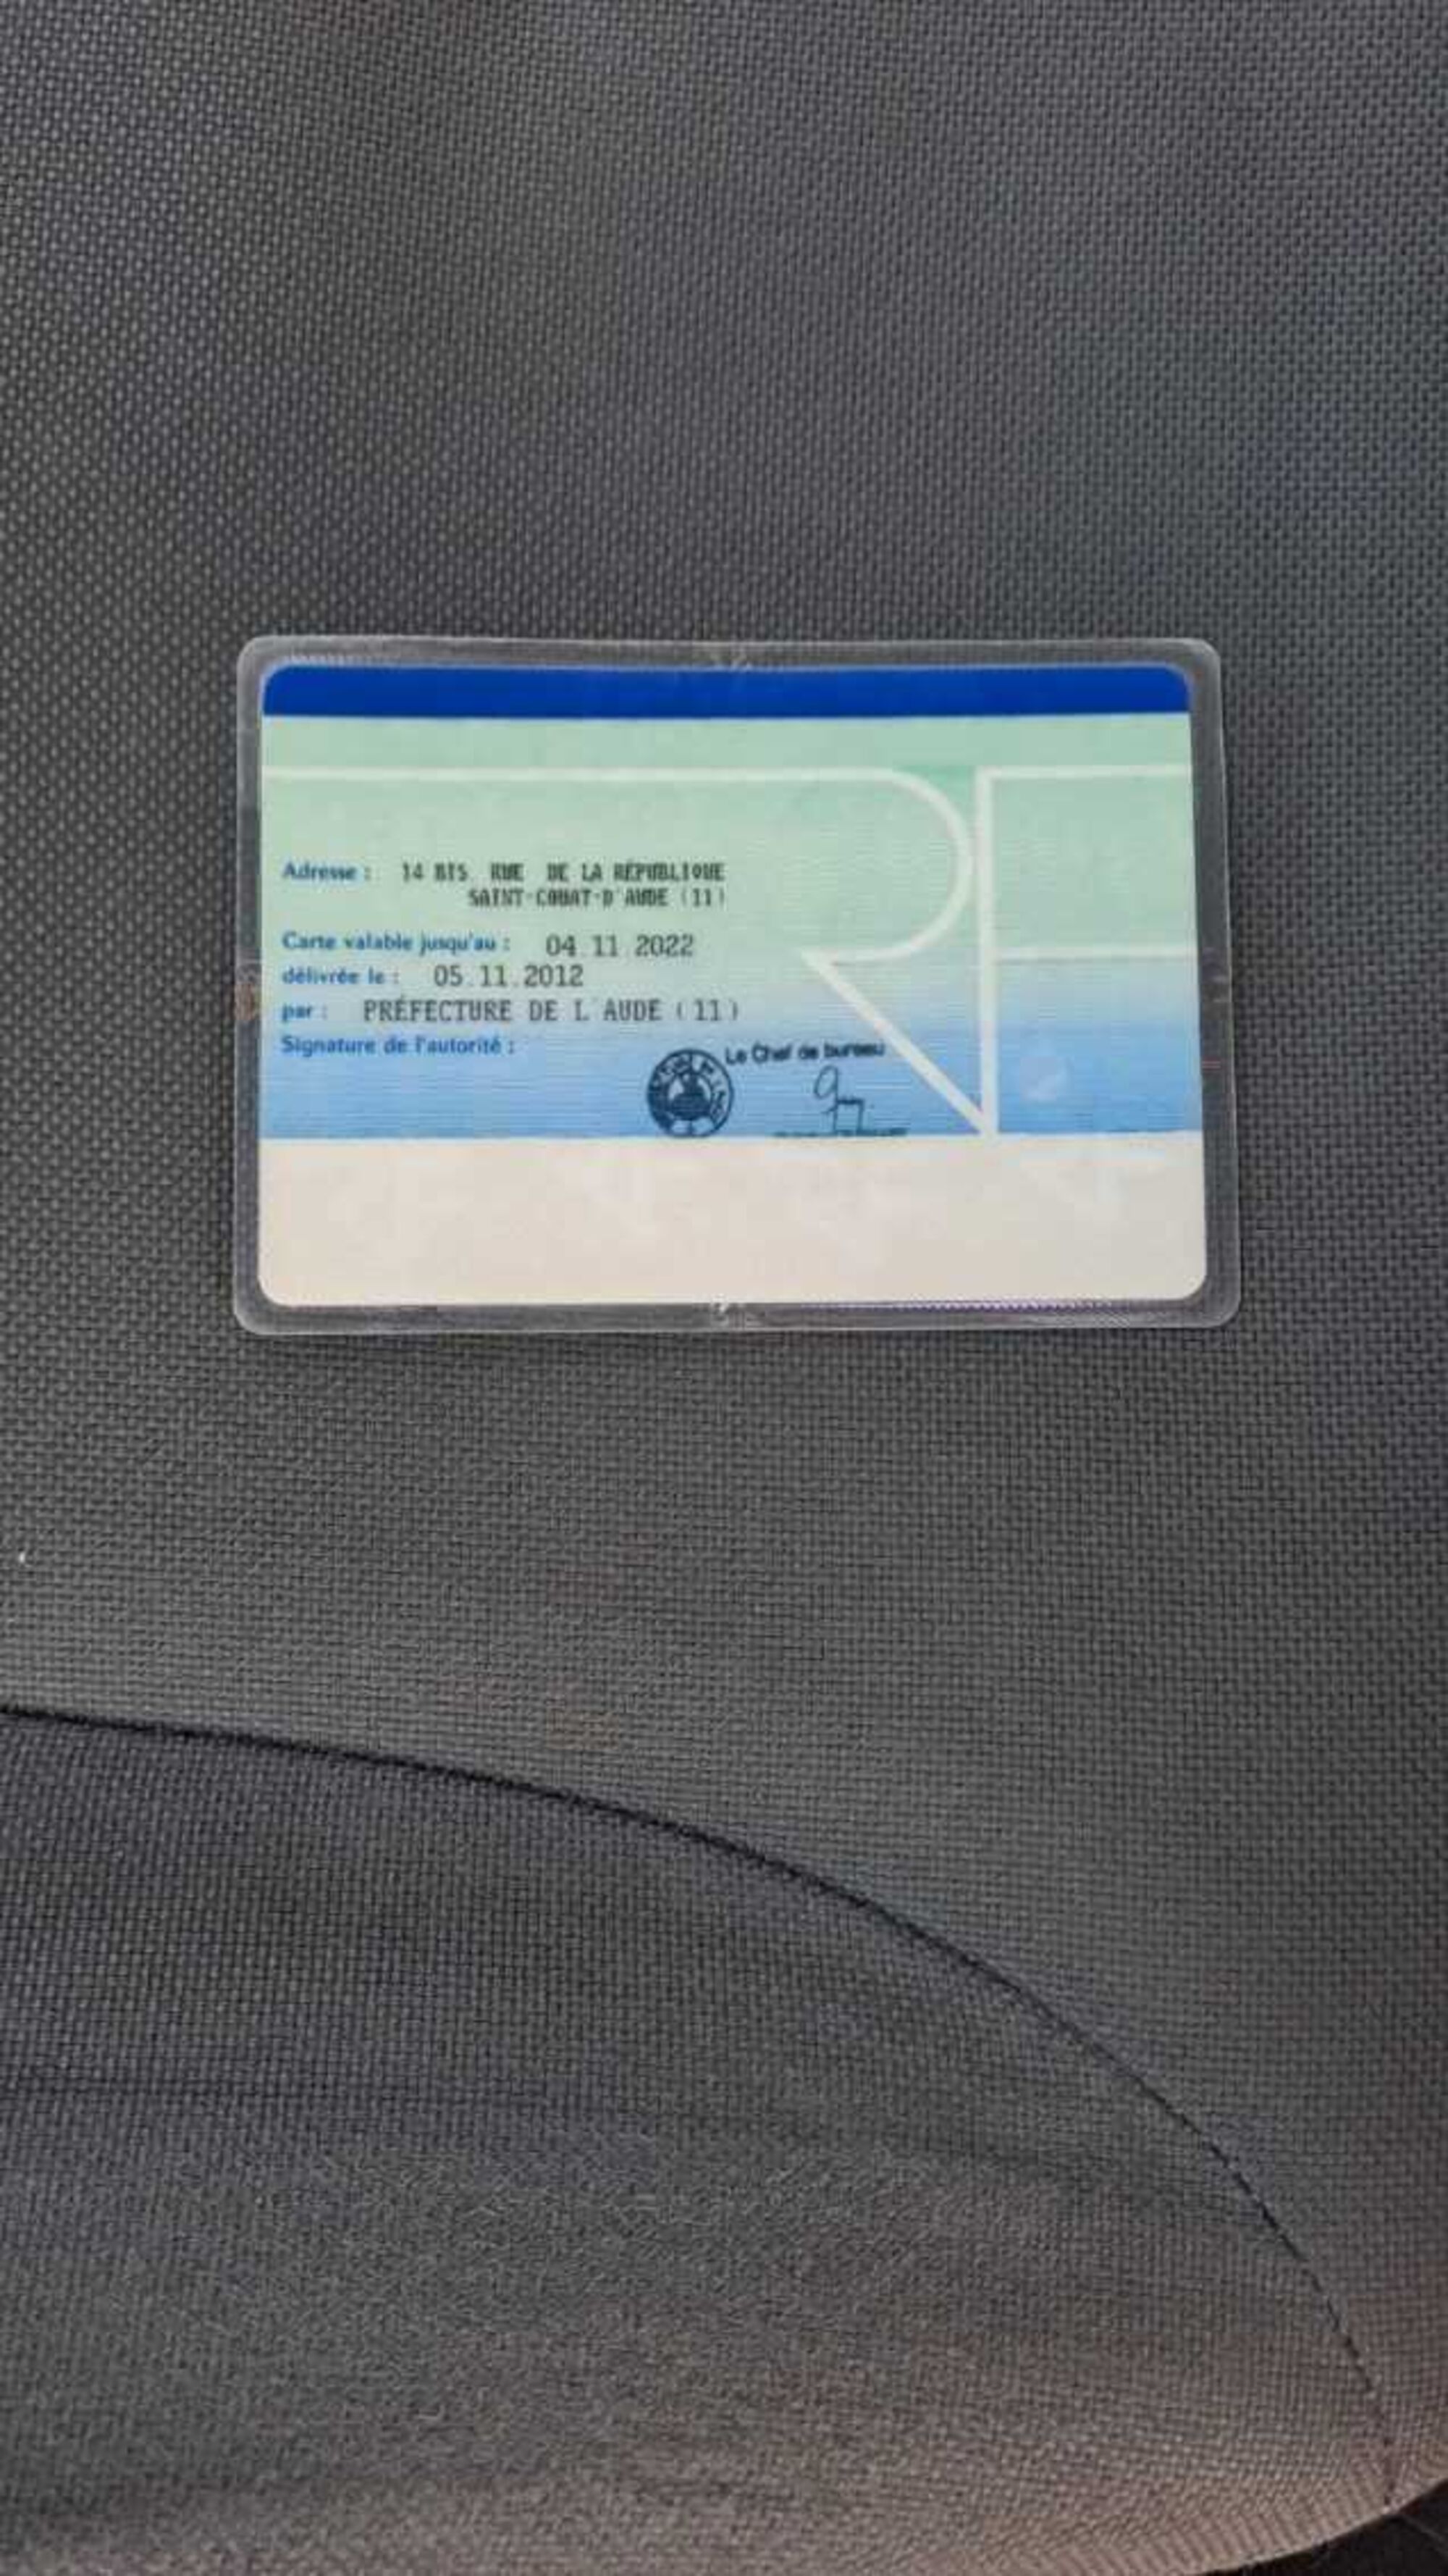 Adresse : 14 BIS RUE DE LA RÉPUBLIQUE
SAINT-COUAT-D'AUDE (11)
Carte valable jusqu'au : 04.11.2022
délivrée le : 05.11.2012
par : PRÉFECTURE DE L'AUDE (11)
Signature de l'autorité :
Le Chef de bureau
RF